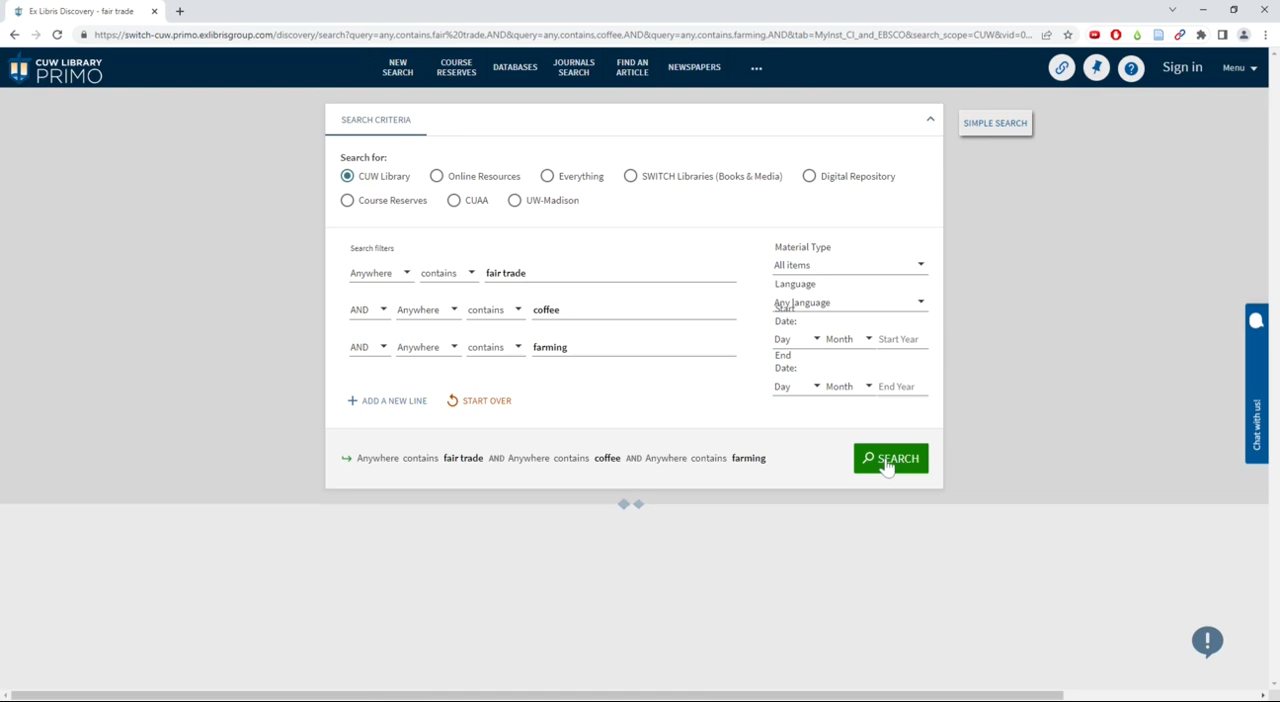 Ex Libris Discovery - fair trade
https://switch-cuw.primo.exlibrisgroup.com/discovery/search?query=any.contains.fair%20trade,AND&query=any.contains.coffee,AND&query=any.contains.farming,AND&tab=MyInst_CI_and_EBSCO&search_scope=CUW&vid=0...
CUW LIBRARY
PRIMO
NEW SEARCH
COURSE RESERVES
DATABASES
JOURNALS SEARCH
FIND AN ARTICLE
NEWSPAPERS
...
Sign in
Menu
SEARCH CRITERIA
SIMPLE SEARCH
Search for:
CUW Library Online Resources Everything SWITCH Libraries (Books & Media) Digital Repository
Course Reserves CUAA UW-Madison
Search filters
Anywhere contains fair trade
AND Anywhere contains coffee
AND Anywhere contains farming
+ ADD A NEW LINE START OVER
Material Type
All items
Language
Any language
Start
Date:
Day Month Start Year
End
Date:
Day Month End Year
Anywhere contains fair trade AND Anywhere contains coffee AND Anywhere contains farming
SEARCH
Chat with us!